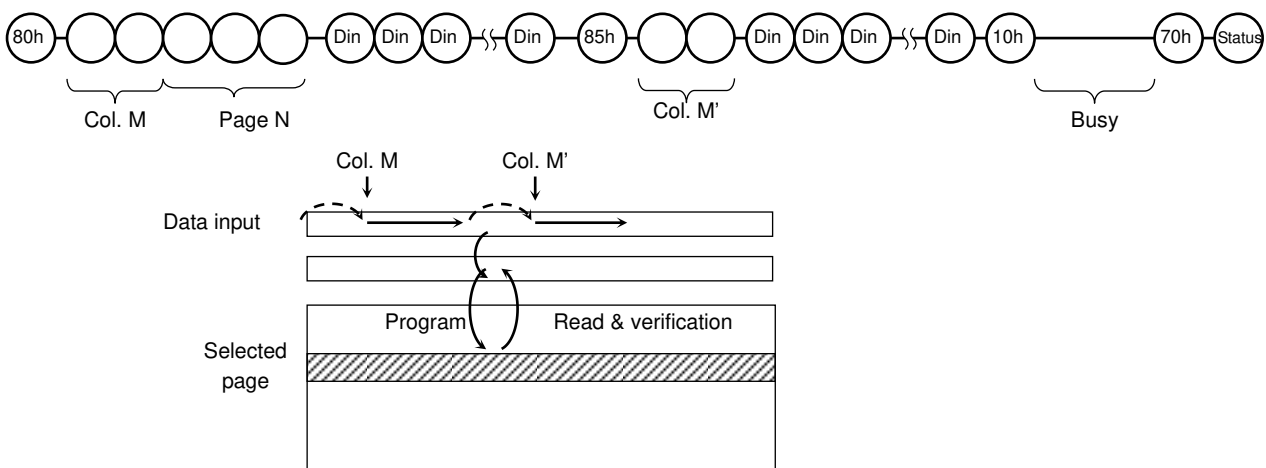 80h Din Din Din Din 85h Din Din Din Din 10h 70h Status
Col. M Page N Col. M’ Busy
Col. M Col. M’
Data input
Program Read & verification
Selected
page